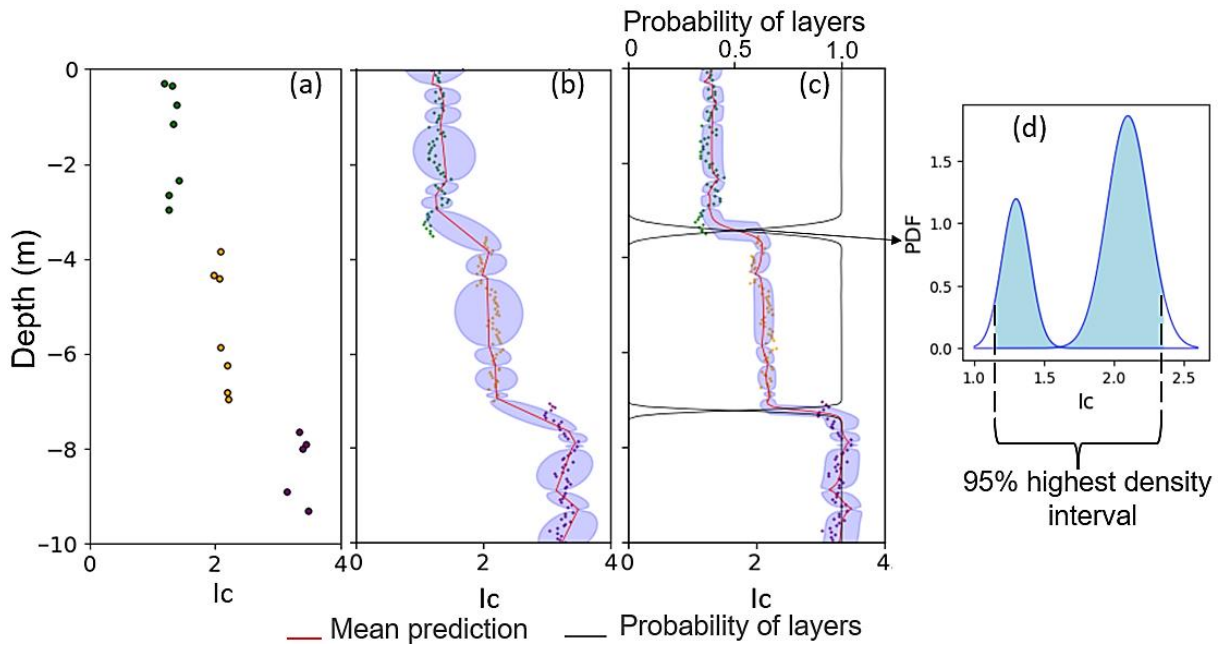 Probability of layers
0 0.5 1.0
(a) (b) (c) (d)
Depth (m)
0
−2
−4
−6
−8
−10
0 2 4
Ic
0 2 4
Ic
0 2 4
Ic
PDF
1.5
1.0
0.5
0.0
1.0 1.5 2.0 2.5
Ic
95% highest density
interval
Mean prediction
Probability of layers